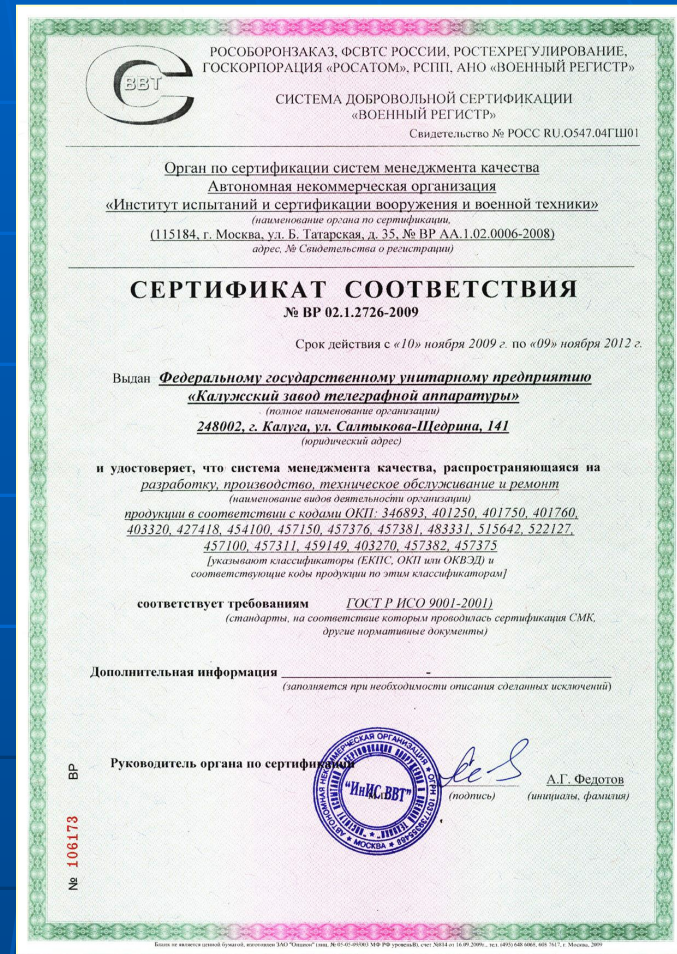 ВВТ
РОСОБОРОНЗАКАЗ, ФСВТС РОССИИ, РОСТЕХРЕГУЛИРОВАНИЕ,
ГОСКОРПОРАЦИЯ «РОСАТОМ», РСПП, АНО «ВОЕННЫЙ РЕГИСТР»
СИСТЕМА ДОБРОВОЛЬНОЙ СЕРТИФИКАЦИИ
«ВОЕННЫЙ РЕГИСТР»
Свидетельство № РОСС RU.О547.04ГШ01
Орган по сертификации систем менеджмента качества
Автономная некоммерческая организация
«Институт испытаний и сертификации вооружения и военной техники»
(наименование органа по сертификации,
(115184, г. Москва, ул. Б. Татарская, д. 35, № ВР АА.1.02.0006-2008)
адрес, № Свидетельства о регистрации)
СЕРТИФИКАТ СООТВЕТСТВИЯ
№ ВР 02.1.2726-2009
Срок действия с «10» ноября 2009 г. по «09» ноября 2012 г.
Выдан Федеральному государственному унитарному предприятию
«Калужский завод телеграфной аппаратуры»
(полное наименование организации)
248002, г. Калуга, ул. Салтыкова-Щедрина, 141
(юридический адрес)
и удостоверяет, что система менеджмента качества, распространяющаяся на
разработку, производство, техническое обслуживание и ремонт
(наименование видов деятельности организации)
продукции в соответствии с кодами ОКП: 346893, 401250, 401750, 401760,
403320, 427418, 454100, 457150, 457376, 457381, 483331, 515642, 522127,
457100, 457311, 459149, 403270, 457382, 457375
[указывают классификаторы (ЕКПС, ОКП или ОКВЭД) и
соответствующие коды продукции по этим классификаторам]
соответствует требованиям ГОСТ Р ИСО 9001-2001)
(стандарты, на соответствие которым проводилась сертификация СМК,
другие нормативные документы)
Дополнительная информация -
(заполняется при необходимости описания сделанных исключений)
Руководитель органа по сертификации
А.Г. Федотов
(подпись) (инициалы, фамилия)
"ИнИС ВВТ"
МОСКВА
№ 106173 ВР